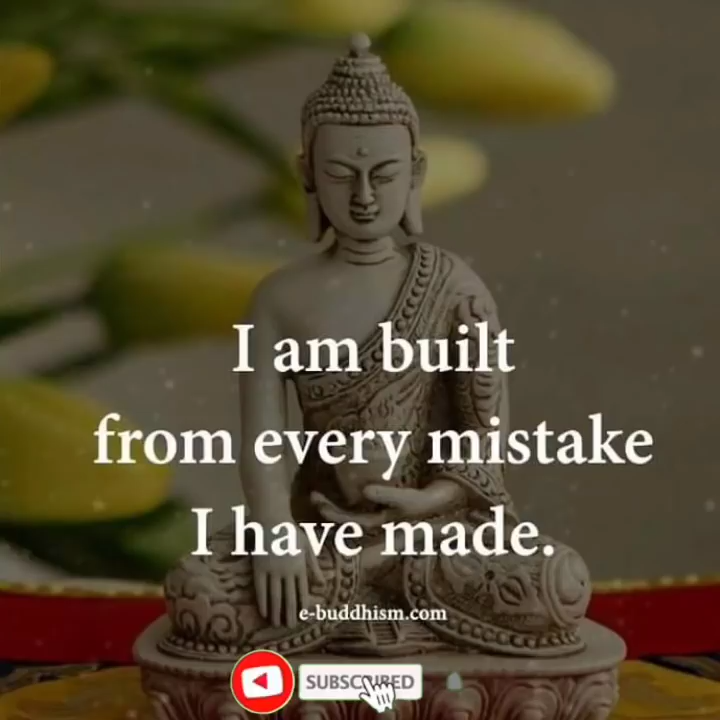 I am built
from every mistake
I have made.
e-buddhism.com
SUBSCRIBED